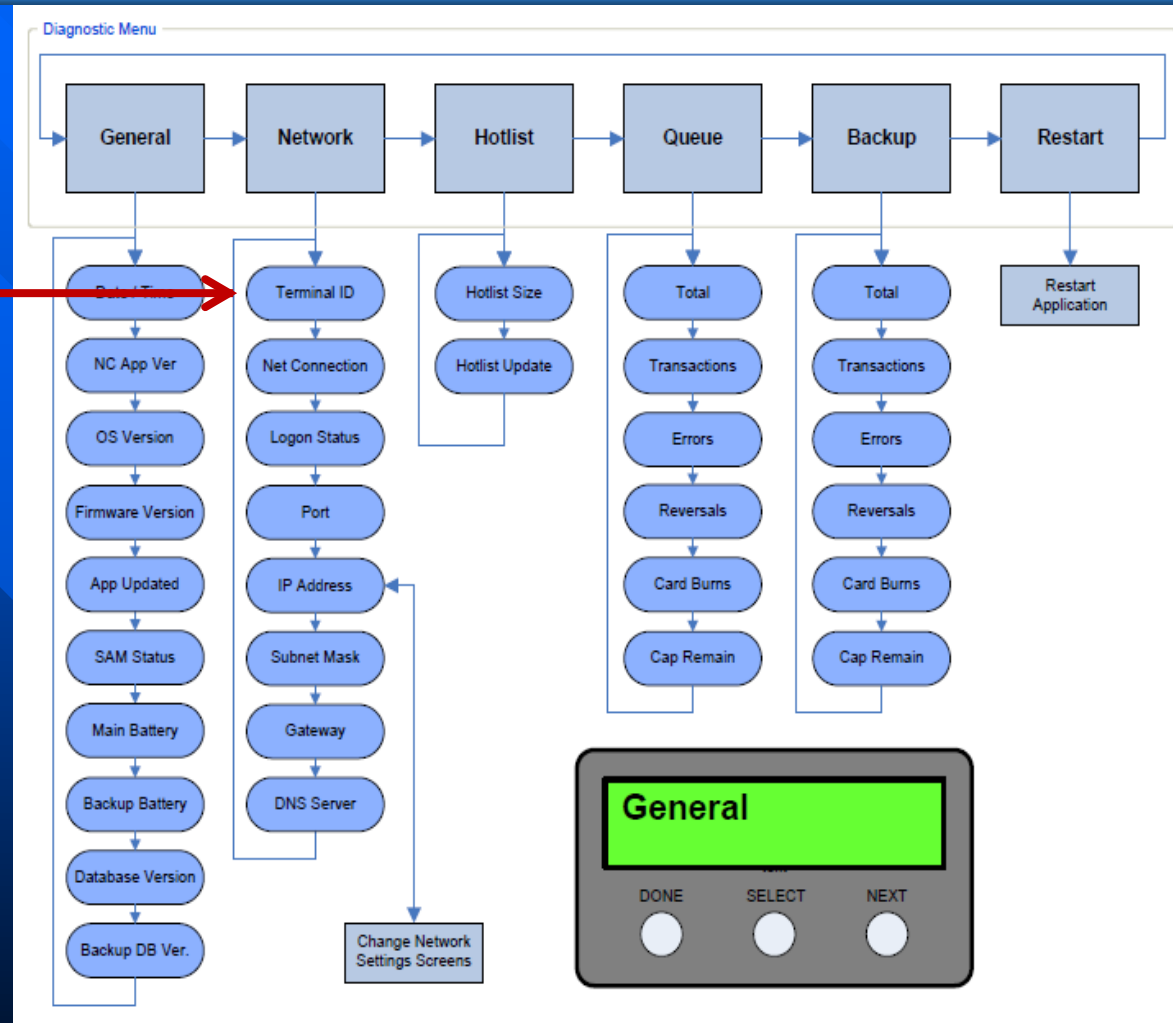 Diagnostic Menu
General
Network
Hotlist
Queue
Backup
Restart
Date / Time
NC App Ver
OS Version
Firmware Version
App Updated
SAM Status
Main Battery
Backup Battery
Database Version
Backup DB Ver.
Terminal ID
Net Connection
Logon Status
Port
IP Address
Subnet Mask
Gateway
DNS Server
Change Network
Settings Screens
Hotlist Size
Hotlist Update
Total
Transactions
Errors
Reversals
Card Burns
Cap Remain
Total
Transactions
Errors
Reversals
Card Burns
Cap Remain
Restart
Application
General
DONE
SELECT
NEXT